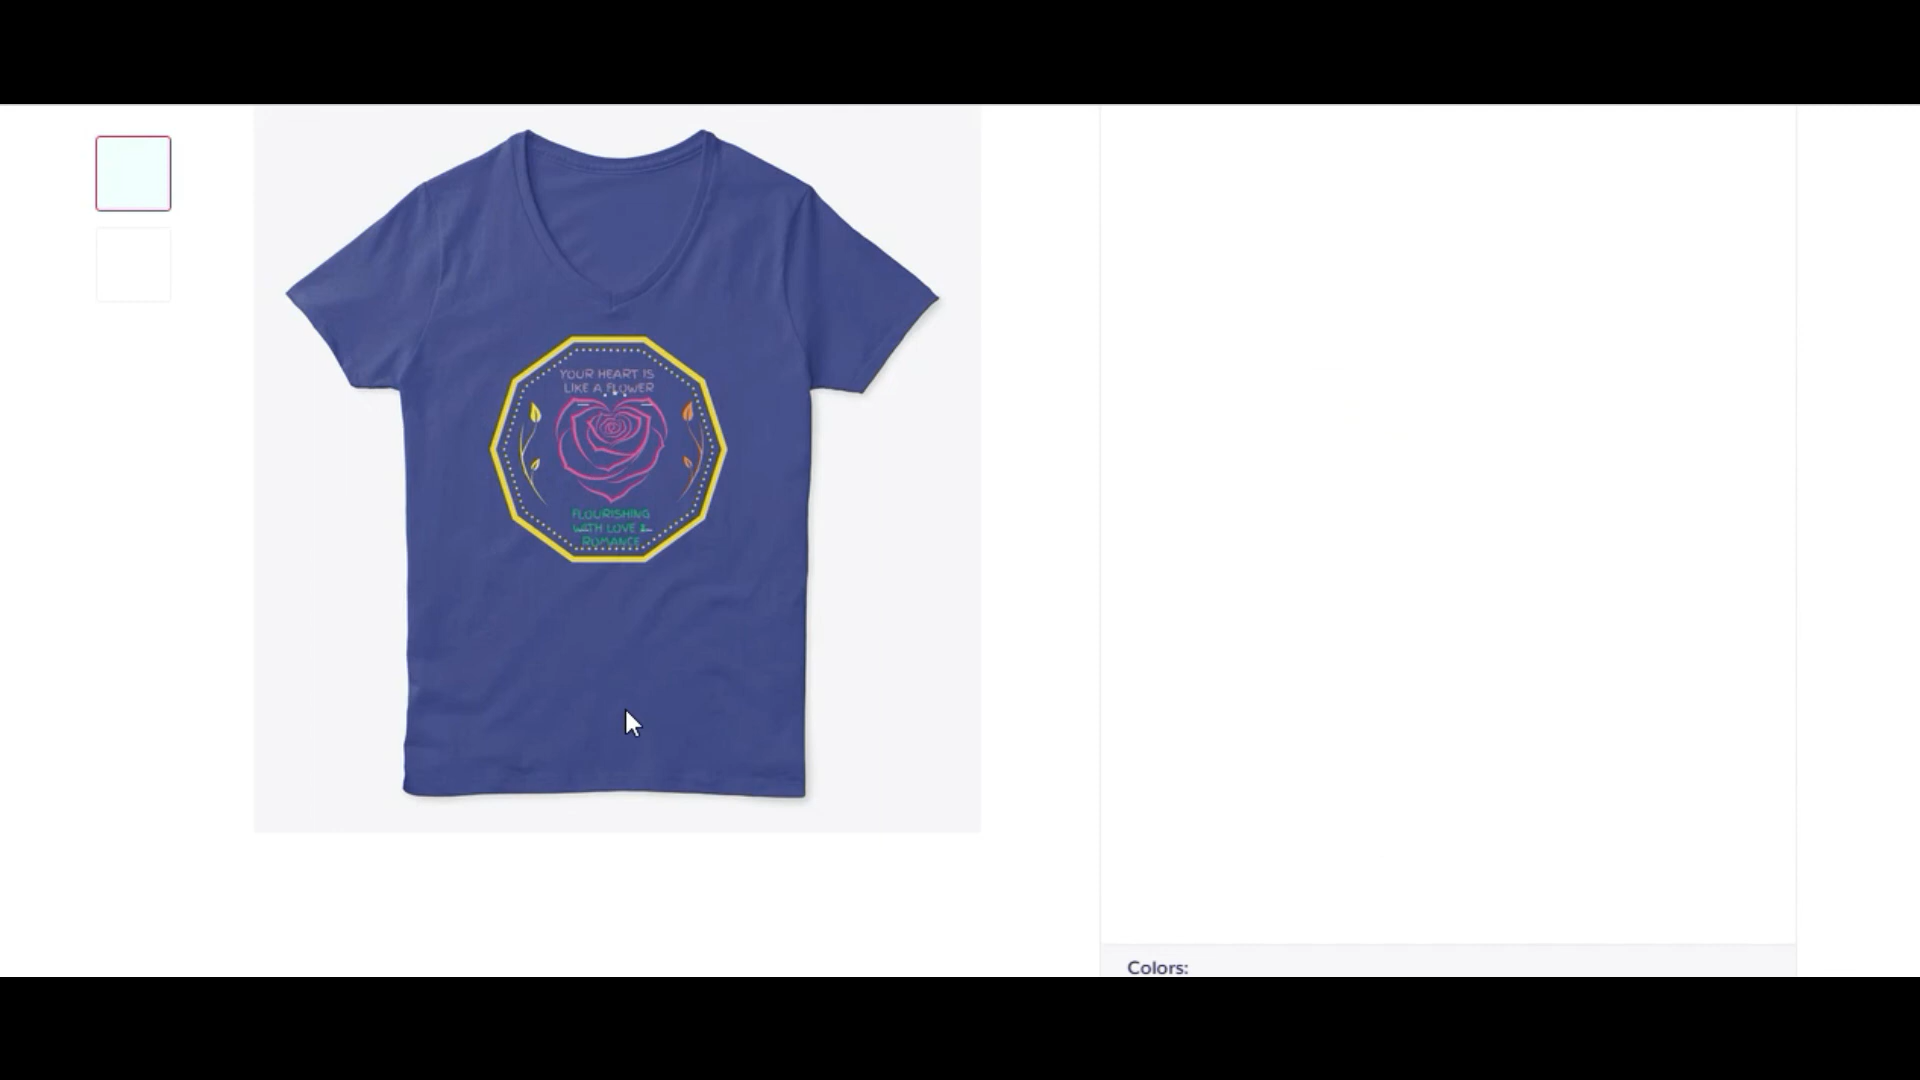 YOUR HEART IS
LIKE A FLOWER
FLOURISHING
WITH LOVE &
ROMANCE
Colors: